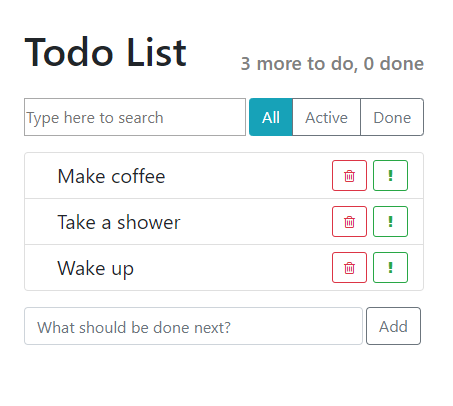 Todo List
3 more to do, 0 done
Type here to search
All Active Done
Make coffee !
Take a shower !
Wake up !
What should be done next? Add